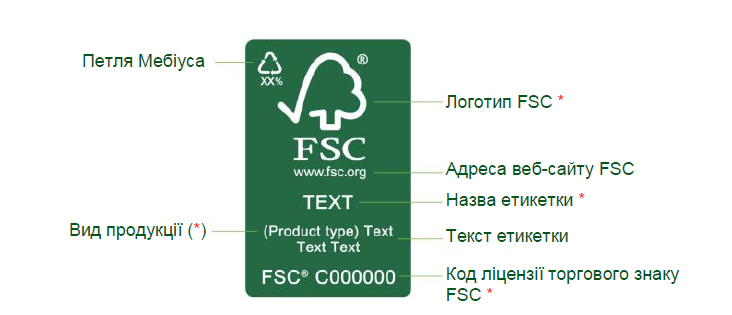 Петля Мебіуса
XX%
®
Логотип FSC *
FSC
www.fsc.org
Адреса веб-сайту FSC
TEXT
Назва етикетки *
Вид продукції (*)
(Product type) Text
Text Text
Текст етикетки
FSC® C000000
Код ліцензії торгового знаку
FSC *